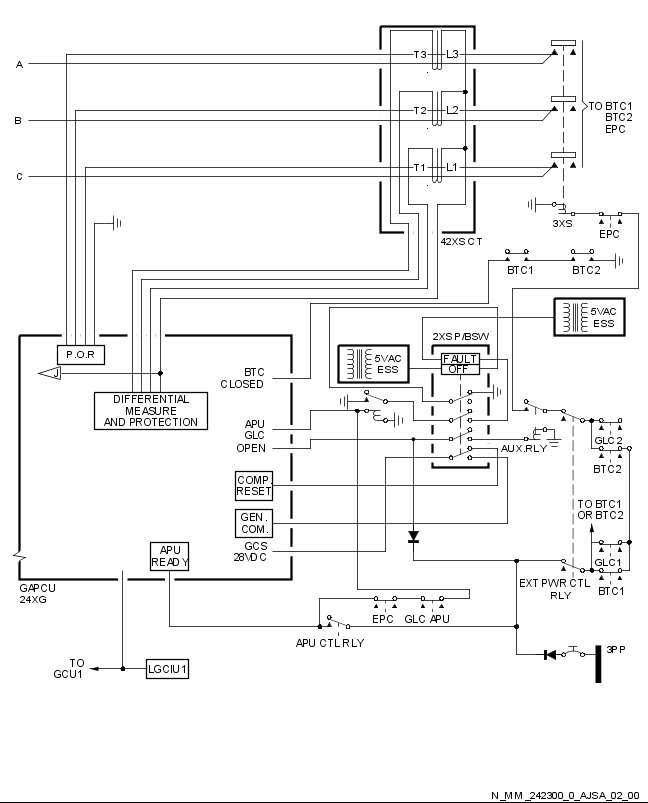 A
T3 L3
B
T2 L2
TO BTC1
BTC2
EPC
C
T1 L1
3XS
EPC
42XS CT
BTC1 BTC2
5VAC
ESS
2XS P/BSW
P.O.R
5VAC
ESS
FAULT
OFF
J
BTC
CLOSED
DIFFERENTIAL
MEASURE
AND PROTECTION
APU
GLC
OPEN
AUX.RLY
GLC 2
BTC2
COMP.
RESET
TO BTC1
OR BTC2
GEN.
COM.
APU
READY
GCS
28VDC
GLC1
BTC1
EXT PWR CTL
RLY
GAPCU
24XG
EPC GLC APU
APU CTL RLY
TO
GCU1
LGCIU1
3PP
N_MM_242300_0_AJSA_02_00